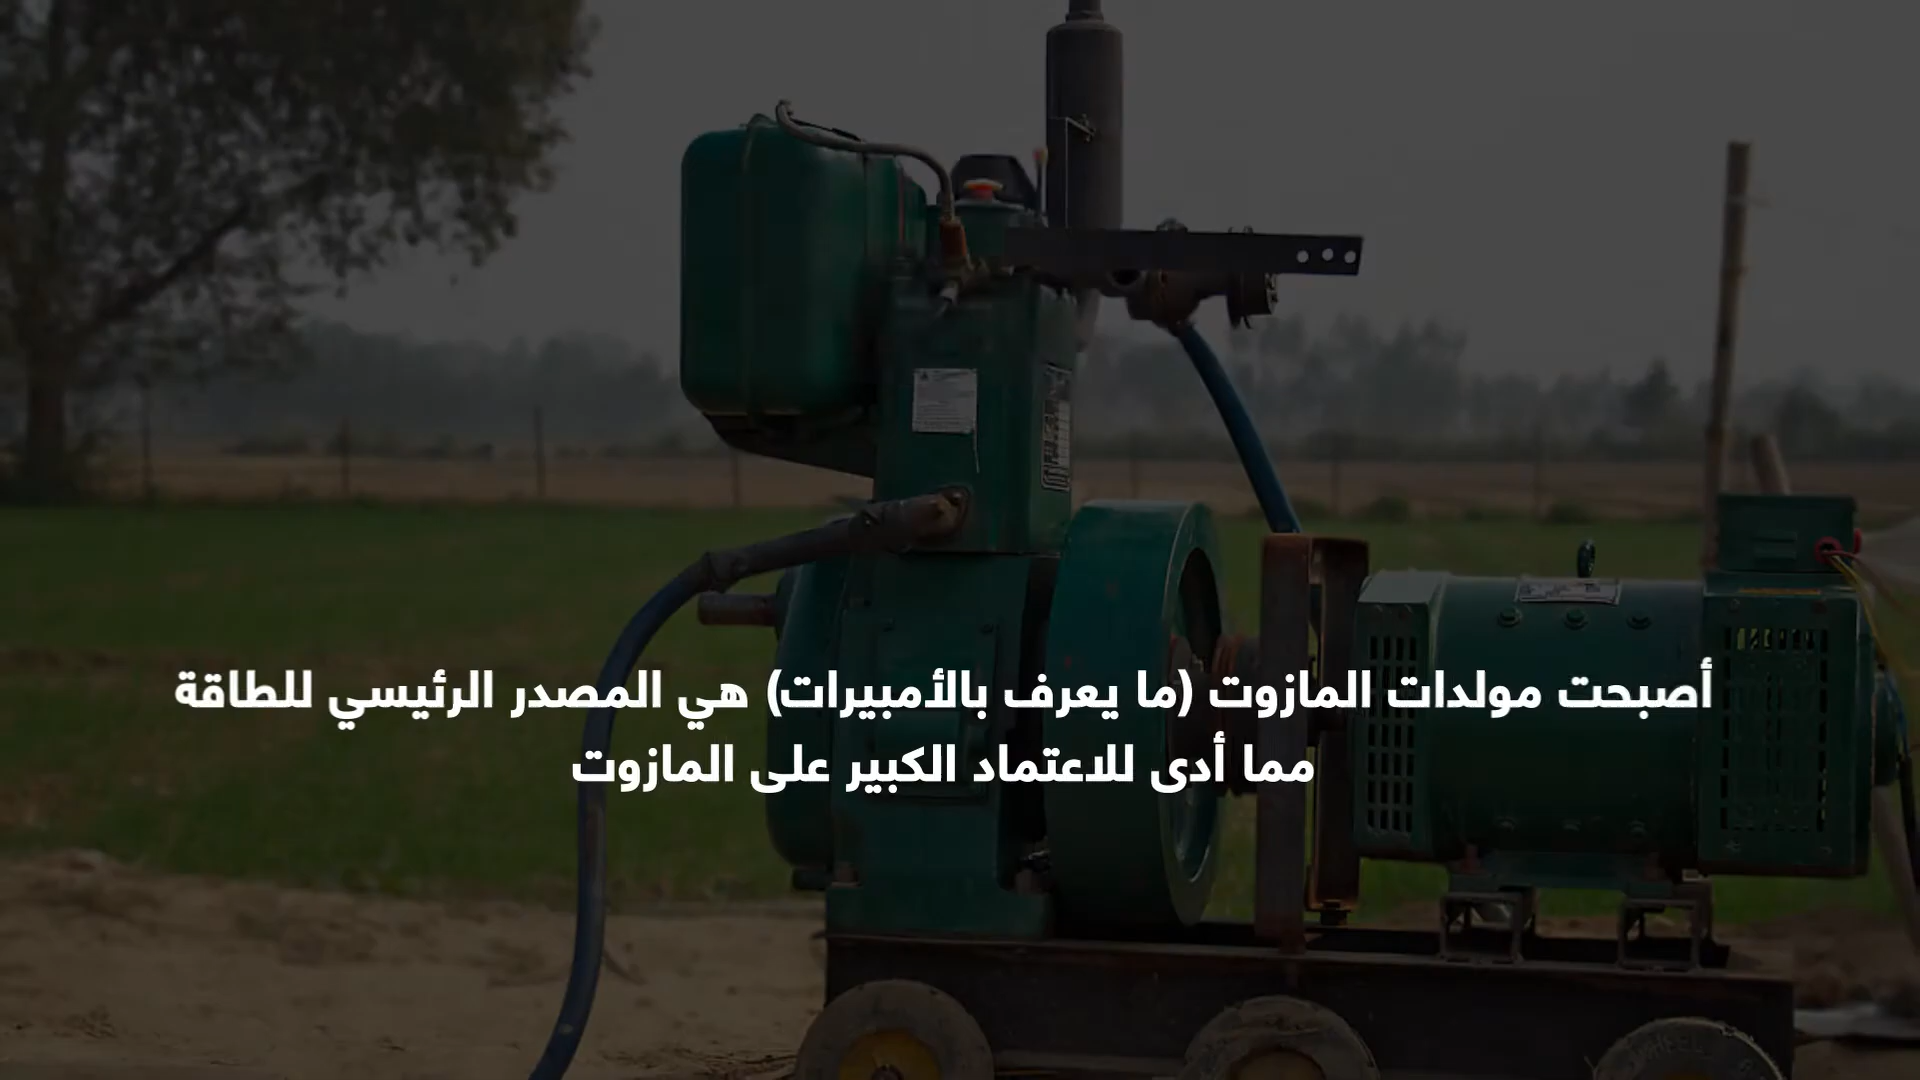 أصبحت مولدات المازوت (ما يعرف بالأمبيرات) هي المصدر الرئيسي للطاقة
مما أدى للاعتماد الكبير على المازوت